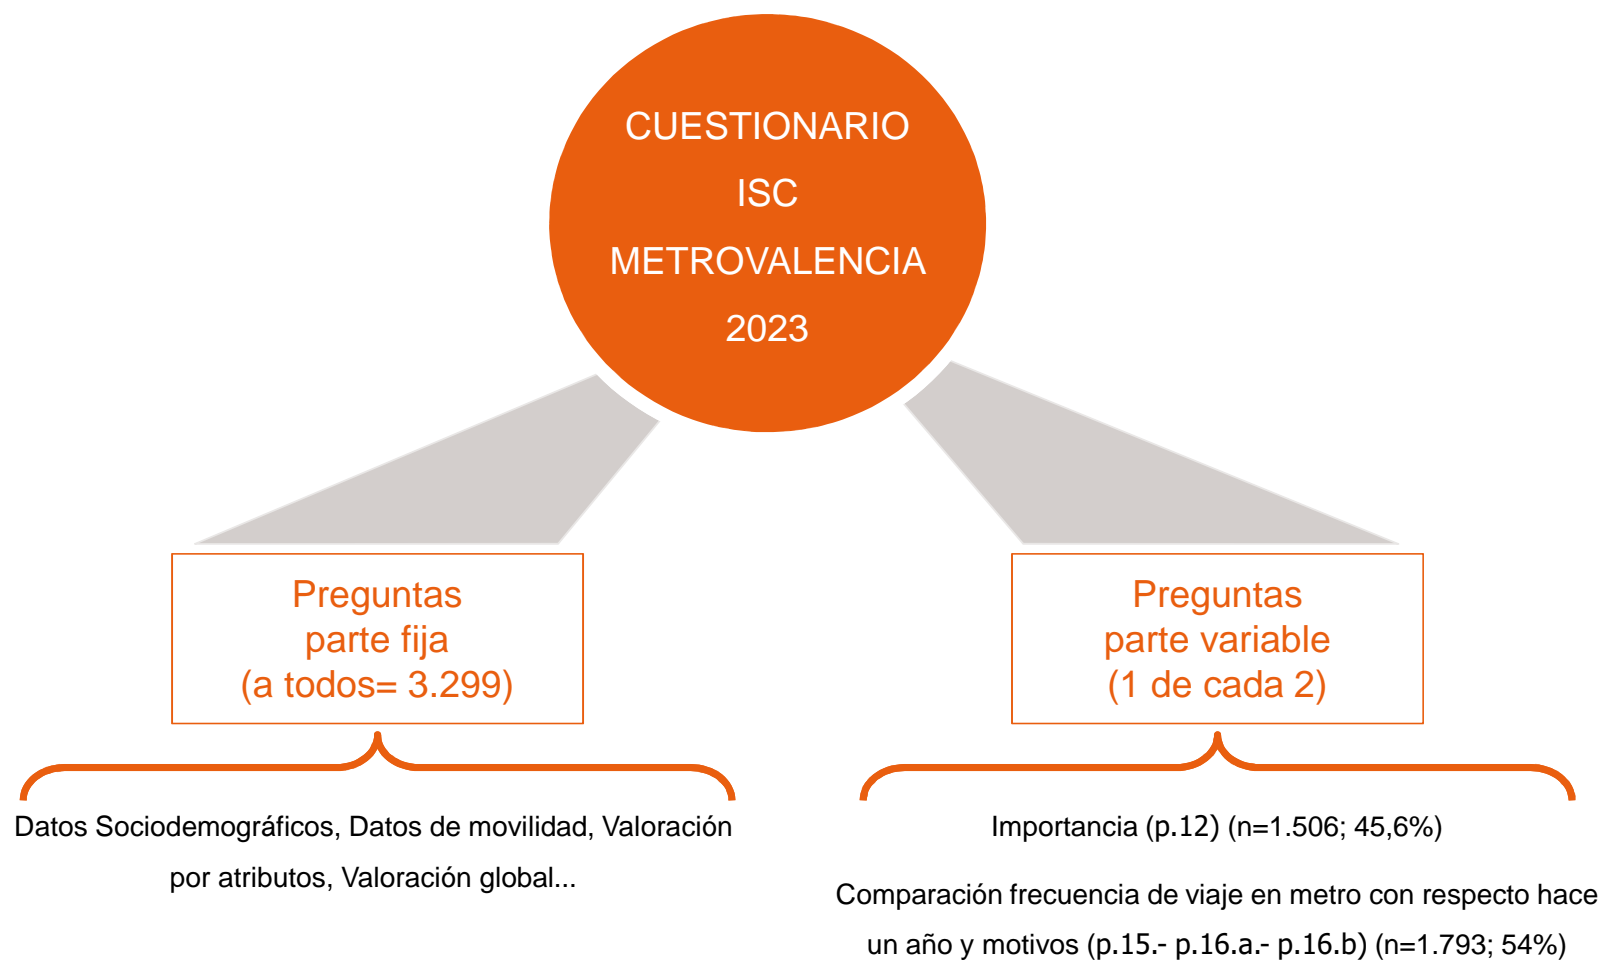 CUESTIONARIO
ISC
METROVALENCIA
2023
Preguntas
parte fija
(a todos= 3.299)
Preguntas
parte variable
(1 de cada 2)
Datos Sociodemográficos, Datos de movilidad, Valoración
por atributos, Valoración global...
Importancia (p.12) (n=1.506; 45,6%)
Comparación frecuencia de viaje en metro con respecto hace
un año y motivos (p.15.- p.16.a.- p.16.b) (n=1.793; 54%)